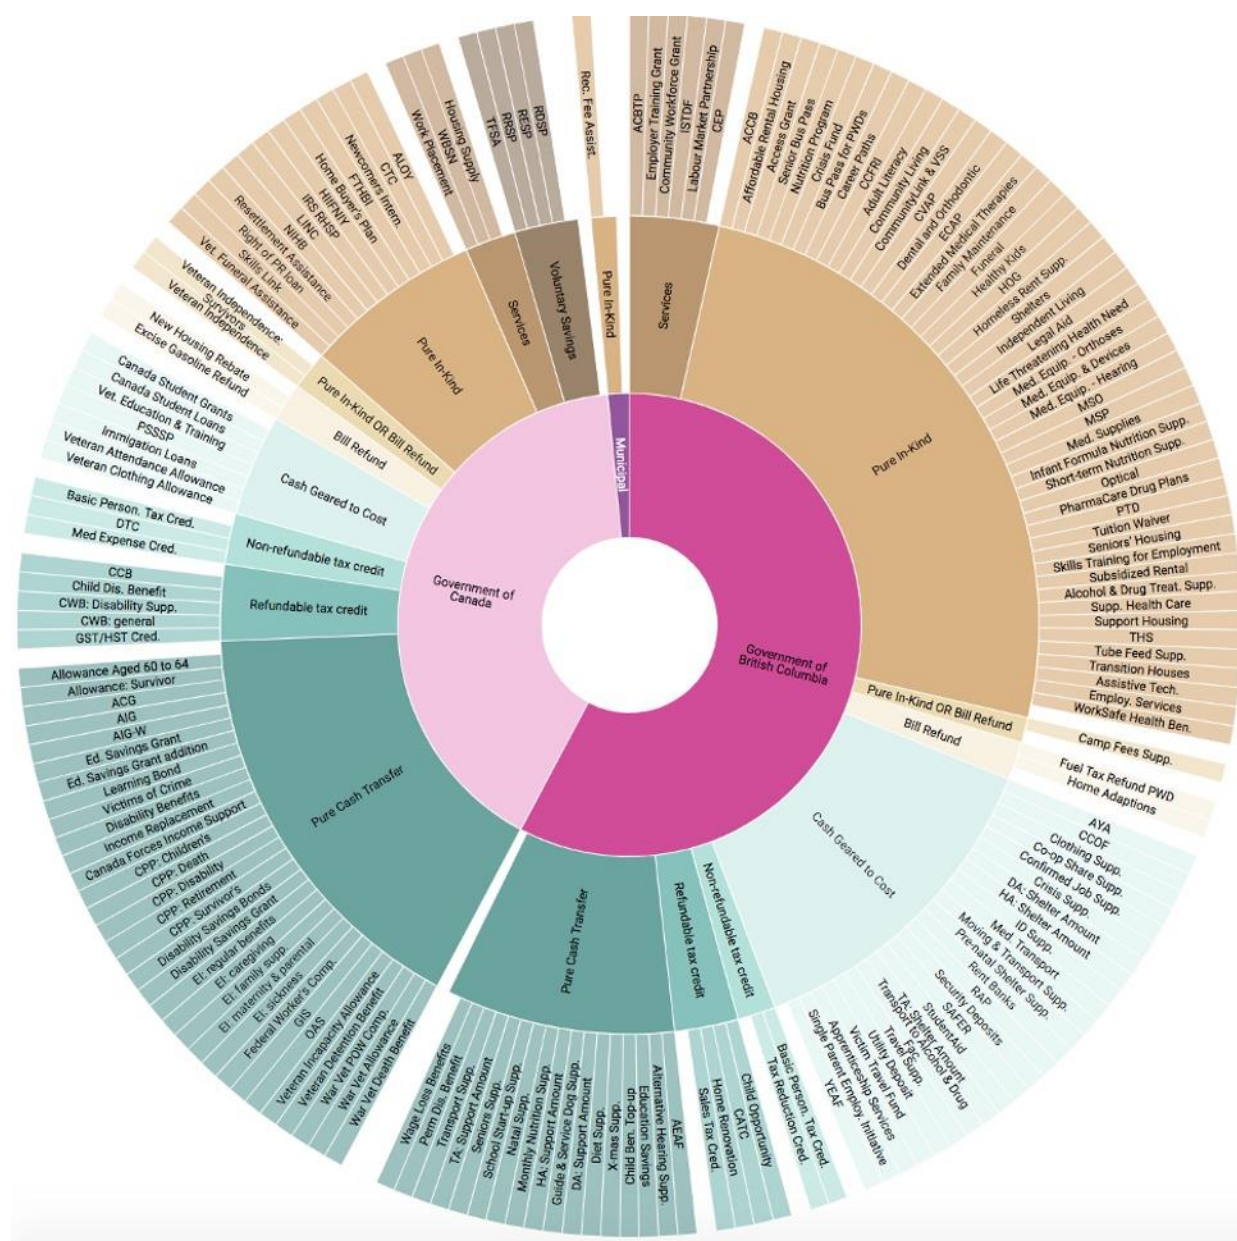 Municipal
Pure In-Kind
Rec. Fee Assist.
Government of
British Columbia
Services
ACBTP
Employer Training Grant
Community Workforce Grant
ISTDF
Labour Market Partnership
CEP
Pure In-Kind
ACCB
Affordable Rental Housing
Access Grant
Senior Bus Pass
Nutrition Program
Crisis Fund
Bus Pass for PWDs
Career Paths
CCFRI
Adult Literacy
Community Living
CommunityLink & VSS
CVAP
Dental and Orthodontic
ECAP
Extended Medical Therapies
Family Maintenance
Funeral
Healthy Kids
HOG
Homeless Rent Supp.
Shelters
Independent Living
Legal Aid
Life Threatening Health Need
Med. Equip. - Orthoses
Med. Equip. & Devices
Med. Equip. - Hearing
MSO
MSP
Med. Supplies
Infant Formula Nutrition Supp.
Short-term Nutrition Supp.
Optical
PharmaCare Drug Plans
PTD
Tuition Waiver
Seniors' Housing
Skills Training for Employment
Subsidized Rental
Alcohol & Drug Treat. Supp.
Supp. Health Care
Support Housing
THS
Tube Feed Supp.
Transition Houses
Assistive Tech.
Employ. Services
WorkSafe Health Ben.
Pure In-Kind OR Bill Refund
Camp Fees Supp.
Bill Refund
Fuel Tax Refund PWD
Home Adaptions
Cash Geared to Cost
AYA
CCOF
Clothing Supp.
Co-op Share Supp.
Confirmed Job Supp.
Crisis Supp.
DA: Shelter Amount
HA: Shelter Amount
ID Supp.
Med. Transport
Moving & Transport Supp.
Pre-natal Shelter Supp.
Rent Banks
RAP
Security Deposits
SAFER
StudentAid
TA: Shelter Amount
Transport to Alcohol & Drug
Fac.
Travel Supp.
Utility Deposit
Victim Travel Fund
Apprenticeship Services
Single Parent Employ. Initiative
YEAF
Non-refundable tax credit
Basic Person. Tax Cred.
Tax Reduction Cred.
Refundable tax credit
Child Opportunity
CATC
Home Renovation
Sales Tax Cred.
Pure Cash Transfer
AEAF
Alternative Hearing Supp.
Education Savings
Child Ben. Top-up
X-mas Supp.
Diet Supp.
DA: Support Amount
Guide & Service Dog Supp.
HA: Support Amount
Monthly Nutrition Supp.
Natal Supp.
School Start-up Supp.
Seniors Supp.
TA: Support Amount
Transport Supp.
Perm Dis. Benefit
Wage Loss Benefits
Government of
Canada
Pure Cash Transfer
War Vet Death Benefit
War Vet Allowance
War Vet POW Comp.
Veteran Detention Benefit
Veteran Incapacity Allowance
OAS
GIS
Federal Worker's Comp.
EI: sickness
EI: maternity & parental
EI: family supp.
EI: caregiving
EI: regular benefits
Disability Savings Grant
Disability Savings Bonds
CPP: Survivor's
CPP: Retirement
CPP: Disability
CPP: Death
CPP: Children's
Canada Forces Income Support
Income Replacement
Disability Benefits
Victims of Crime
Learning Bond
Ed. Savings Grant addition
Ed. Savings Grant
AIG-W
AIG
ACG
Allowance: Survivor
Allowance Aged 60 to 64
Refundable tax credit
GST/HST Cred.
CWB: general
CWB: Disability Supp.
Child Dis. Benefit
CCB
Non-refundable tax credit
Med Expense Cred.
DTC
Basic Person. Tax Cred.
Cash Geared to Cost
Veteran Clothing Allowance
Veteran Attendance Allowance
Immigation Loans
PSSSP
Vet. Education & Training
Canada Student Loans
Canada Student Grants
Bill Refund
Excise Gasoline Refund
New Housing Rebate
Pure In-Kind OR Bill Refund
Veteran Independence
Veteran Independence:
Survivors
Pure In-Kind
Vet. Funeral Assistance
Skills Link
Right of PR loan
Resettlement Assistance
NIHB
LINC
IRS RHSP
HIIFNIY
Home Buyer's Plan
FTHBI
Newcomers Intern.
CTC
ALOY
Services
Work Placement
WBSN
Housing Supply
Voluntary Savings
TFSA
RRSP
RESP
RDSP